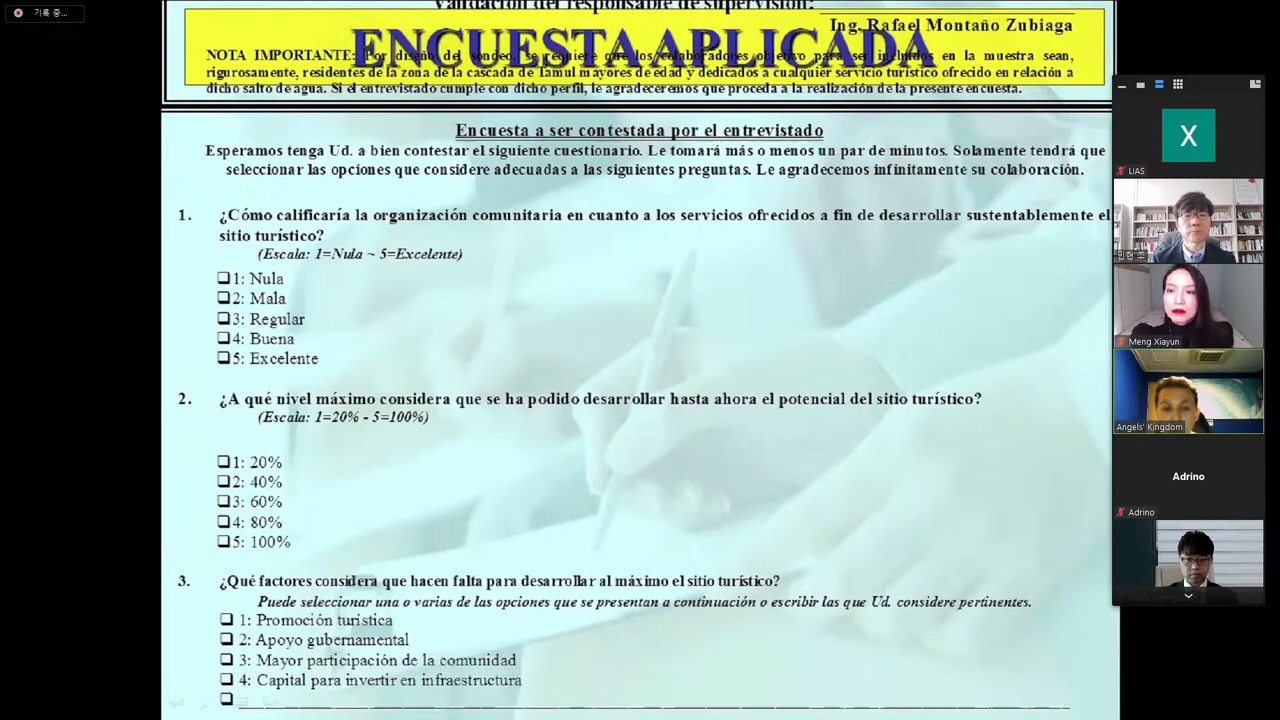 기록 중...
Validación del responsable de supervisión:
Ing. Rafael Montaño Zubiaga
ENCUESTA APLICADA
NOTA IMPORTANTE: Por diseño del sondeo, se requiere que los/colaboradores objetivo para ser incluidos en la muestra sean,
rigurosamente, residentes de la zona de la cascada de Tamul mayores de edad y dedicados a cualquier servicio turístico ofrecido en relación a
dicho salto de agua. Si el entrevistado cumple con dicho perfil, le agradeceremos que proceda a la realización de la presente encuesta.
Encuesta a ser contestada por el entrevistado
Esperamos tenga Ud. a bien contestar el siguiente cuestionario. Le tomará más o menos un par de minutos. Solamente tendrá que
seleccionar las opciones que considere adecuadas a las siguientes preguntas. Le agradecemos infinitamente su colaboración.
1. ¿Cómo calificaría la organización comunitaria en cuanto a los servicios ofrecidos a fin de desarrollar sustentablemente el
sitio turístico?
(Escala: 1=Nula ~ 5=Excelente)
❑1: Nula
❑2: Mala
❑3: Regular
❑4: Buena
❑5: Excelente
2. ¿A qué nivel máximo considera que se ha podido desarrollar hasta ahora el potencial del sitio turístico?
(Escala: 1=20% - 5=100%)
❑1: 20%
❑2: 40%
❑3: 60%
❑4: 80%
❑5: 100%
3. ¿Qué factores considera que hacen falta para desarrollar al máximo el sitio turístico?
Puede seleccionar una o varias de las opciones que se presentan a continuación o escribir las que Ud. considere pertinentes.
❑ 1: Promoción turística
❑ 2: Apoyo gubernamental
❑ 3: Mayor participación de la comunidad
❑ 4: Capital para invertir en infraestructura
X
LIAS
민현 조
Meng Xiayun
Angels' Kingdom
Adrino
Adrino